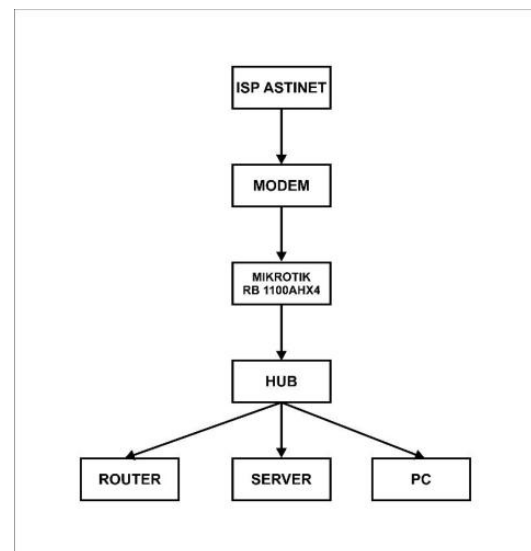 ISP ASTINET
MODEM
MIKROTIK
RB 1100AHX4
HUB
ROUTER
SERVER
PC